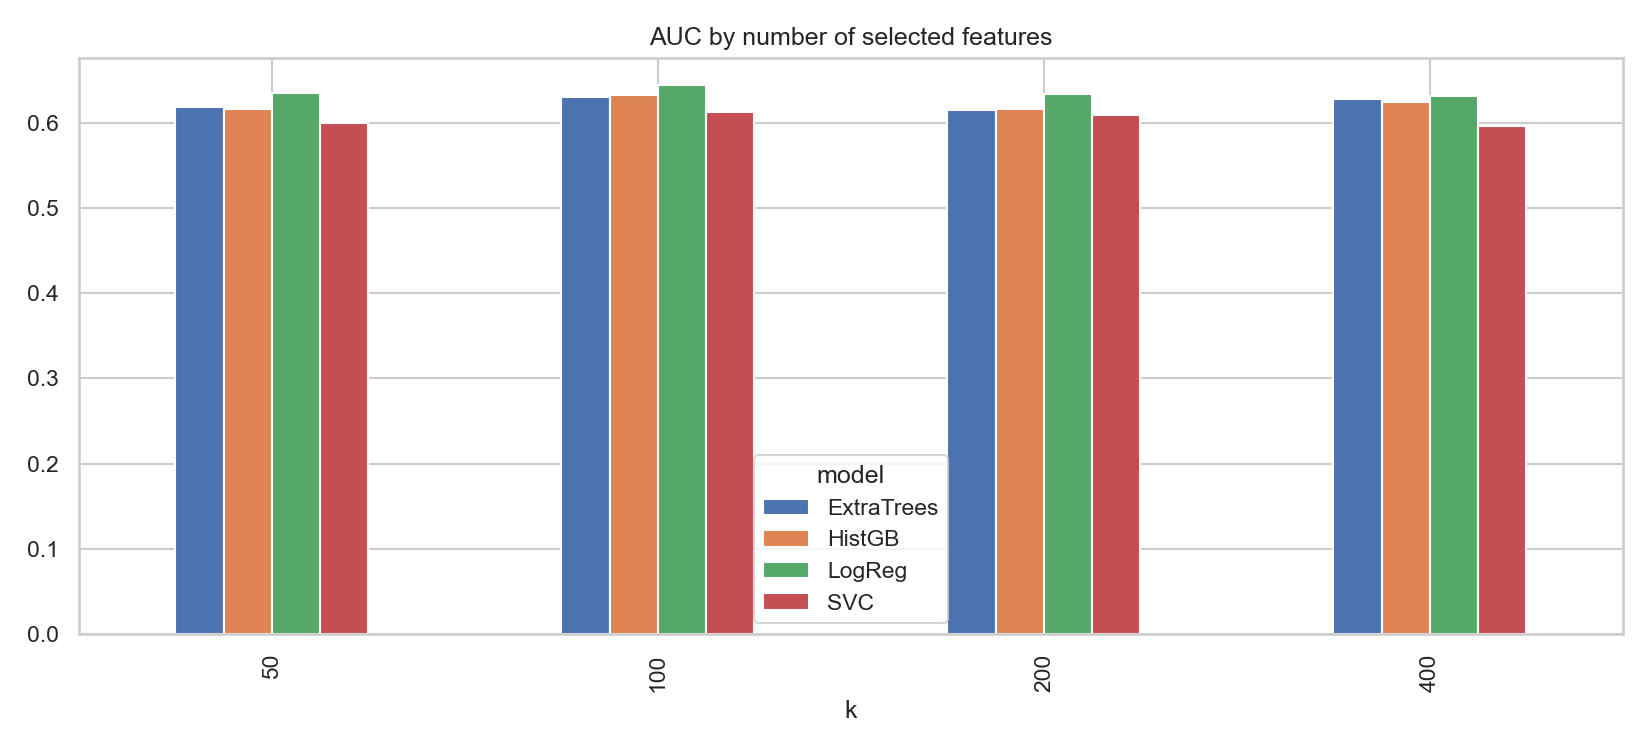 AUC by number of selected features
0.6
0.5
0.4
0.3
0.2
0.1
0.0
model
ExtraTrees
HistGB
LogReg
SVC
50
100
200
400
k